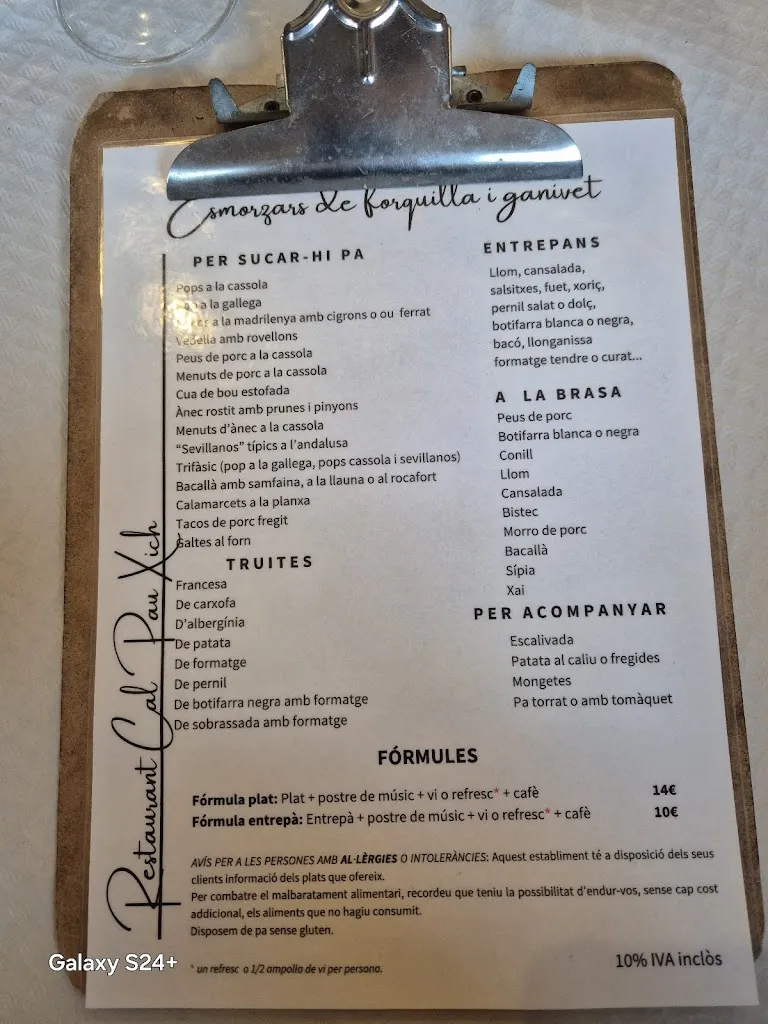 Esmorzars de forquilla i ganivet
PER SUCAR-HI PA
Pops a la cassola
a la gallega
a la madrilenya amb cigrons o ou ferrat
Vedella amb rovellons
Peus de porc a la cassola
Menuts de porc a la cassola
Cua de bou estofada
Ànec rostit amb prunes i pinyons
Menuts d'ànec a la cassola
"Sevillanos" típics a l'andalusa
Trifàsic (pop a la gallega, pops cassola i sevillanos)
Bacallà amb samfaina, a la llauna o al rocafort
Calamarcets a la planxa
Tacos de porc fregit
Galtes al forn
TRUITES
Francesa
De carxofa
D'albergínia
De patata
De formatge
De pernil
De botifarra negra amb formatge
De sobrassada amb formatge
ENTREPANS
Llom, cansalada,
salsitxes, fuet, xoriç,
pernil salat o dolç,
botifarra blanca o negra,
bacó, llonganissa
formatge tendre o curat...
A LA BRASA
Peus de porc
Botifarra blanca o negra
Conill
Llom
Cansalada
Bistec
Morro de porc
Bacallà
Sípia
Xai
PER ACOMPANYAR
Escalivada
Patata al caliu o fregides
Mongetes
Pa torrat o amb tomàquet
Restaurant Cal Pau Xich
FÓRMULES
Fórmula plat: Plat + postre de músic + vi o refresc* + cafè 14€
Fórmula entrepà: Entrepà + postre de músic + vi o refresc* + cafè 10€
AVÍS PER A LES PERSONES AMB AL·LÈRGIES O INTOLERÀNCIES: Aquest establiment té a disposició dels seus
clients informació dels plats que ofereix.
Per combatre el malbaratament alimentari, recordeu que teniu la possibilitat d'endur-vos, sense cap cost
addicional, els aliments que no hagiu consumit.
Disposem de pa sense gluten.
* un refresc o 1/2 ampolla de vi per persona.
10% IVA inclòs
Galaxy S24+